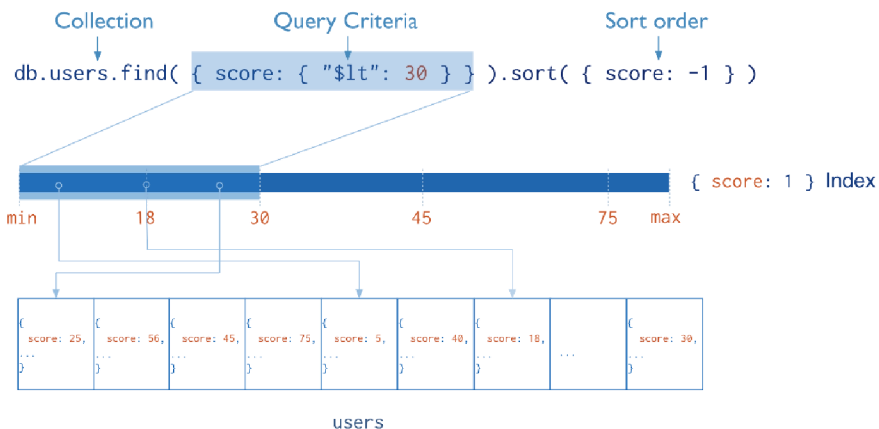 Collection Query Criteria Sort order
db.users.find( { score: { "$lt": 30 } } ).sort( { score: -1 } )
{ score: 1 } Index
min 18 30 45 75 max
{ { { { { { { {
score: 25, score: 56, score: 45, score: 75, score: 5, score: 40, score: 18, score: 30,
... ... ... ... ... ... ... ... ...
} } } } } } } }
users